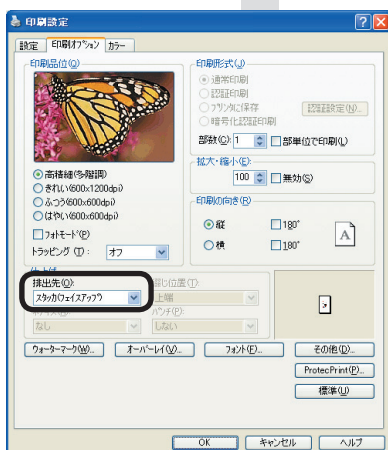 印刷設定
設定 印刷オプション カラー
印刷品位(Q)
高精細(多階調)
きれい(600x1200dpi)
ふつう(600x600dpi)
はやい(600x600dpi)
フォトモード(P)
トラッピング (T) : オフ
印刷形式(J)
通常印刷
認証印刷
プリンタに保存
暗号化認証印刷
認証設定(N)...
部数(C): 1 部単位で印刷(L)
拡大・縮小(E):
100 無効(S)
印刷の向き(R)
縦 180°
横 180°
A
排出先(O): 綴じ位置(T):
スタッカ(フェイスアップ) 上端
パンチ(P):
なし しない
ウォーターマーク(W)... オーバーレイ(V)... フォント(F)... その他(D)...
ProtecPrint(P)...
標準(U)
OK キャンセル ヘルプ